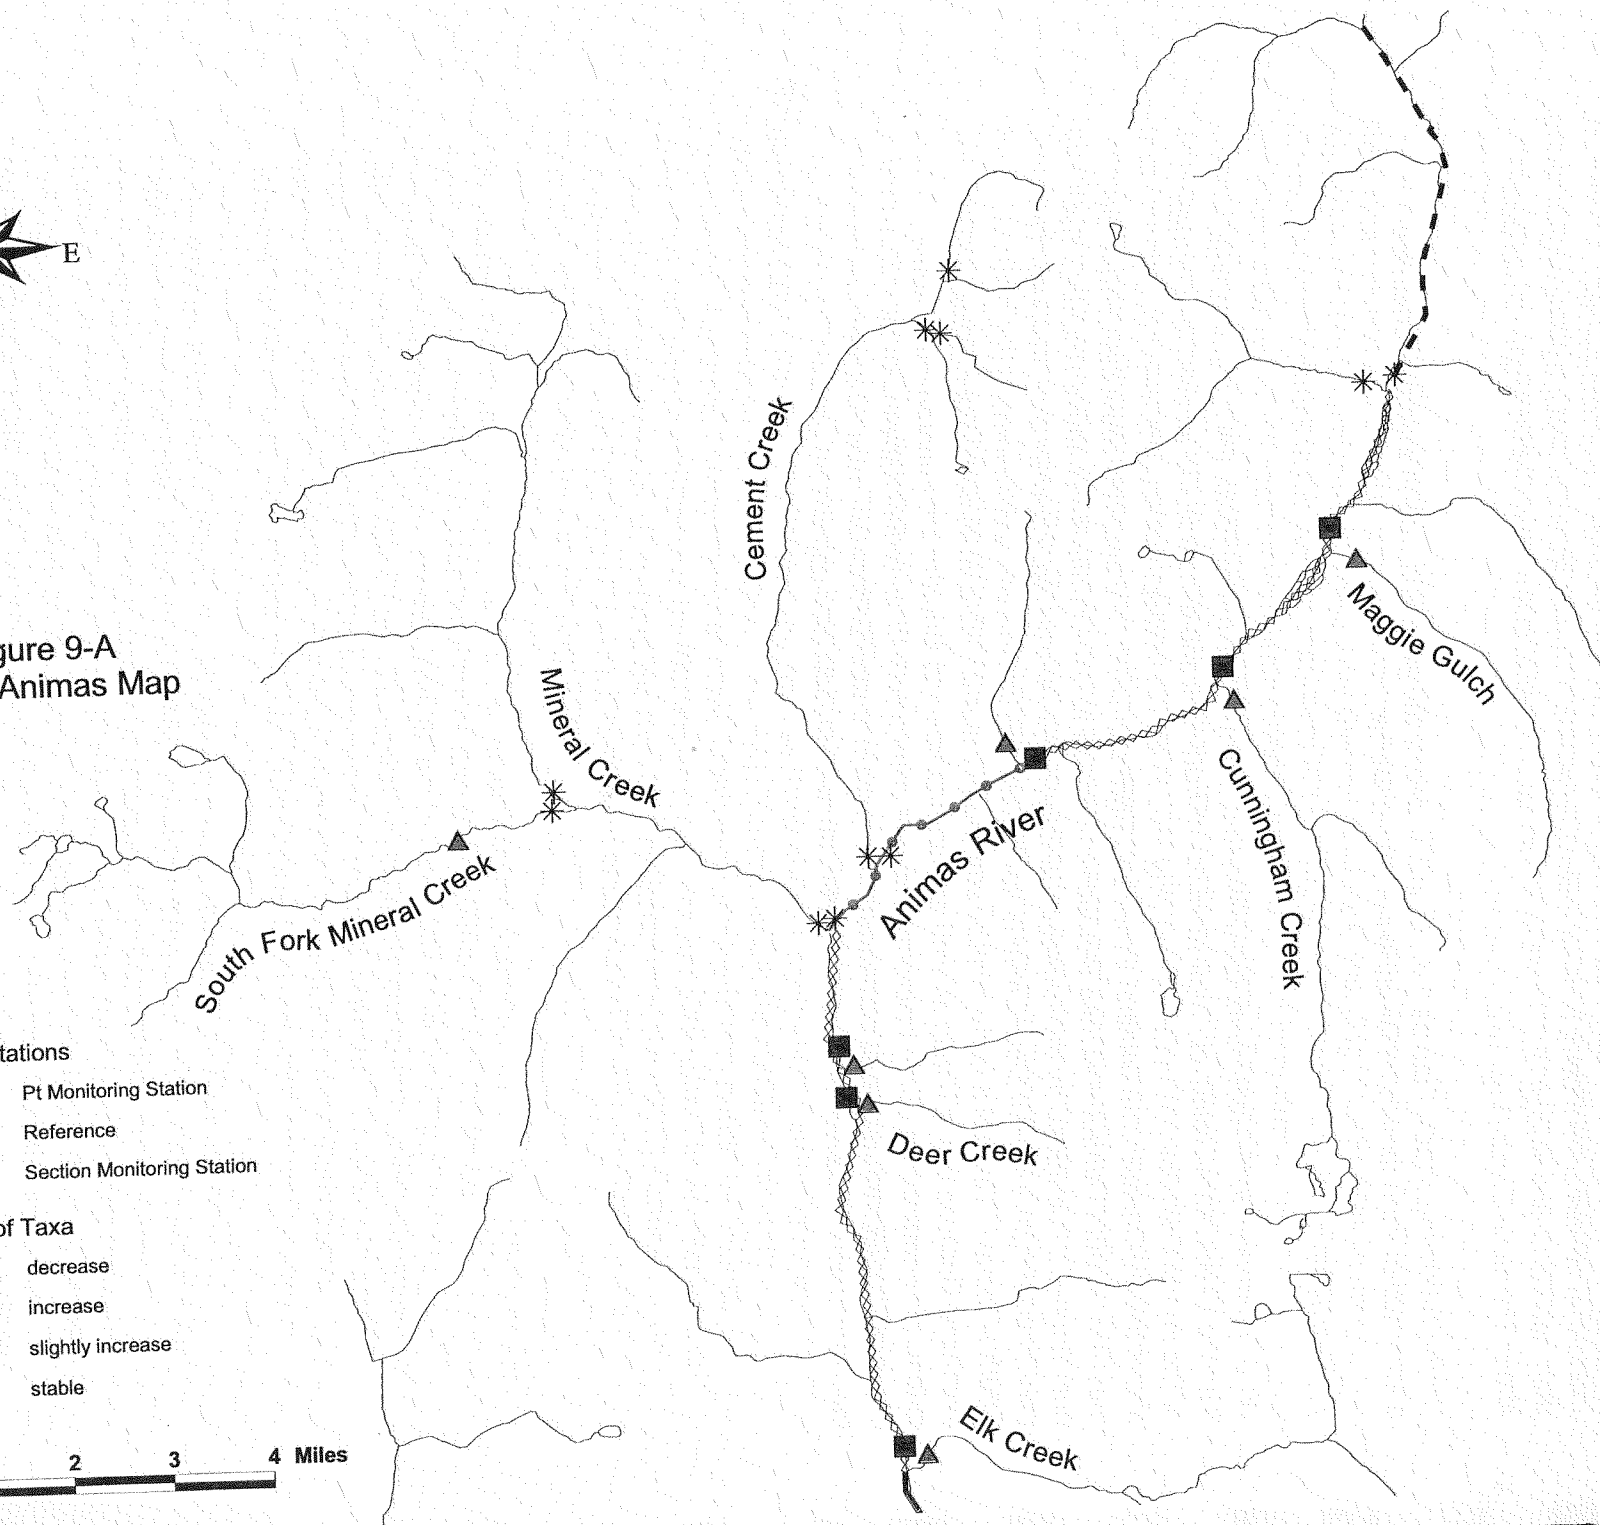 E
Cement Creek
gure 9-A
Animas Map
Maggie Gulch
Mineral Creek
Cunningham Creek
Animas River
South Fork Mineral Creek
tations
Pt Monitoring Station
Reference
Section Monitoring Station
Deer Creek
of Taxa
decrease
increase
slightly increase
stable
Elk Creek
2 3 4 Miles